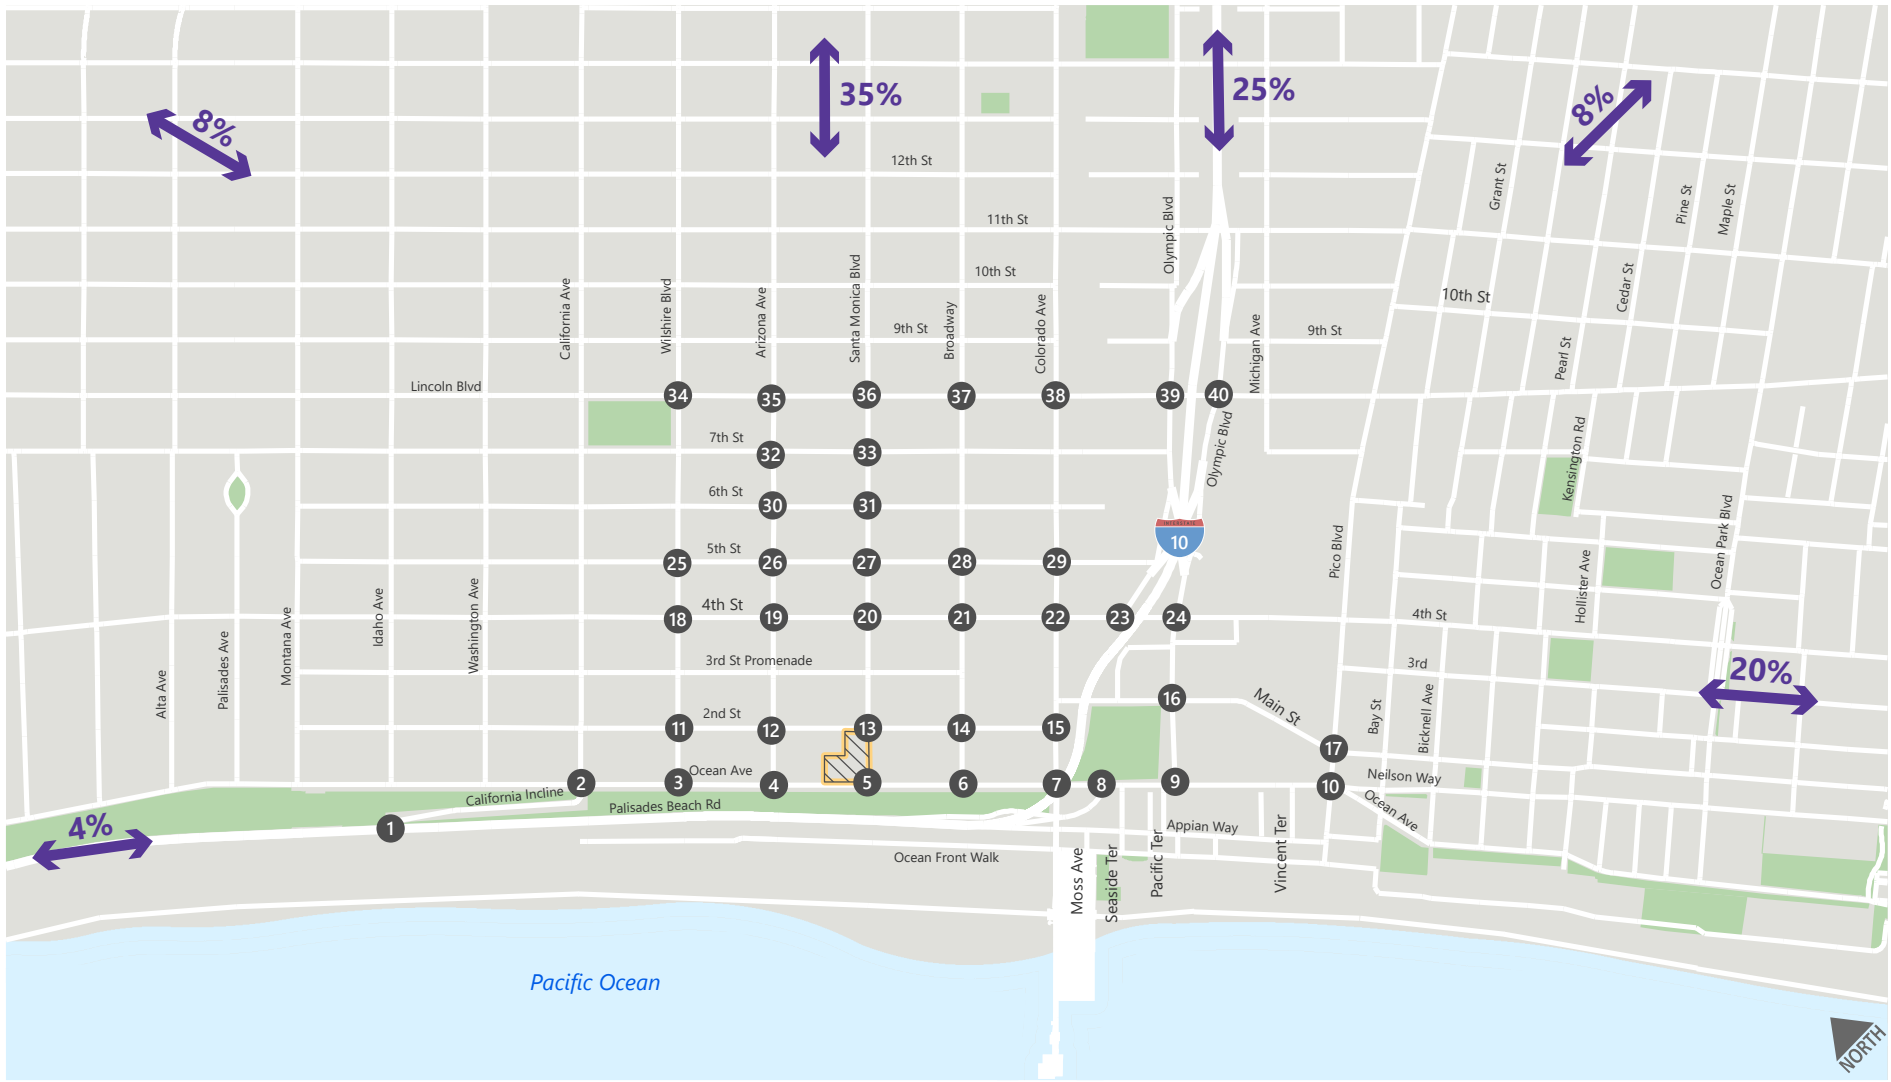 35%
25%
8%
8%
12th St
Grant St
Pine St
Maple St
11th St
Olympic Blvd
10th St
Santa Monica Blvd
Cedar St
California Ave
Wilshire Blvd
Arizona Ave
Broadway
Colorado Ave
10th St
9th St
Michigan Ave
9th St
Pearl St
Lincoln Blvd
34
35
36
37
38
39
40
7th St
32
33
Olympic Blvd
Kensington Rd
6th St
30
31
INTERSTATE
10
Pico Blvd
Ocean Park Blvd
5th St
25
26
27
28
29
Hollister Ave
4th St
18
19
20
21
22
23
24
4th St
Alta Ave
Palisades Ave
Montana Ave
Idaho Ave
Washington Ave
3rd St Promenade
3rd
20%
16
Main St
Bay St
Bicknell Ave
2nd St
11
12
13
14
15
17
Ocean Ave
2
3
4
5
6
7
8
9
10
Neilson Way
California Incline
Palisades Beach Rd
Ocean Ave
4%
1
Appian Way
Ocean Front Walk
Moss Ave
Seaside Ter
Pacific Ter
Vincent Ter
Pacific Ocean
NORTH